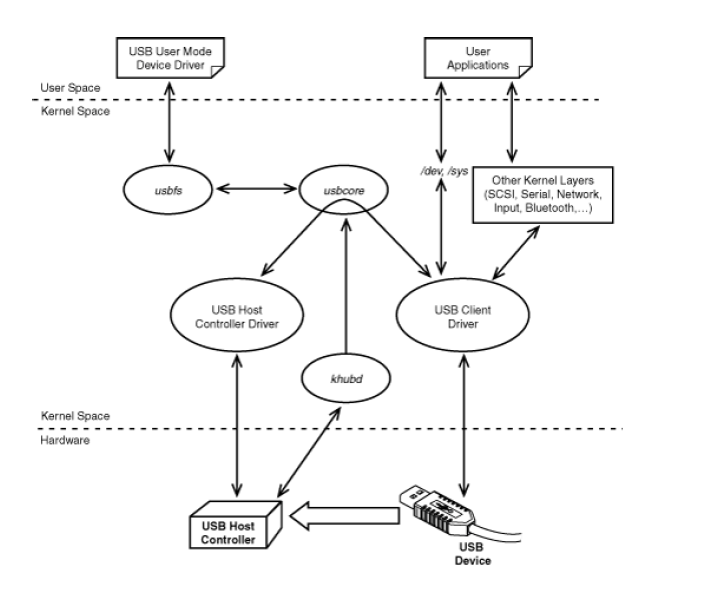 USB User Mode
Device Driver
User
Applications
User Space
Kernel Space
usbfs
usbcore
/dev, /sys
Other Kernel Layers
(SCSI, Serial, Network,
Input, Bluetooth,...)
USB Host
Controller Driver
USB Client
Driver
khubd
Kernel Space
Hardware
USB Host
Controller
USB
Device